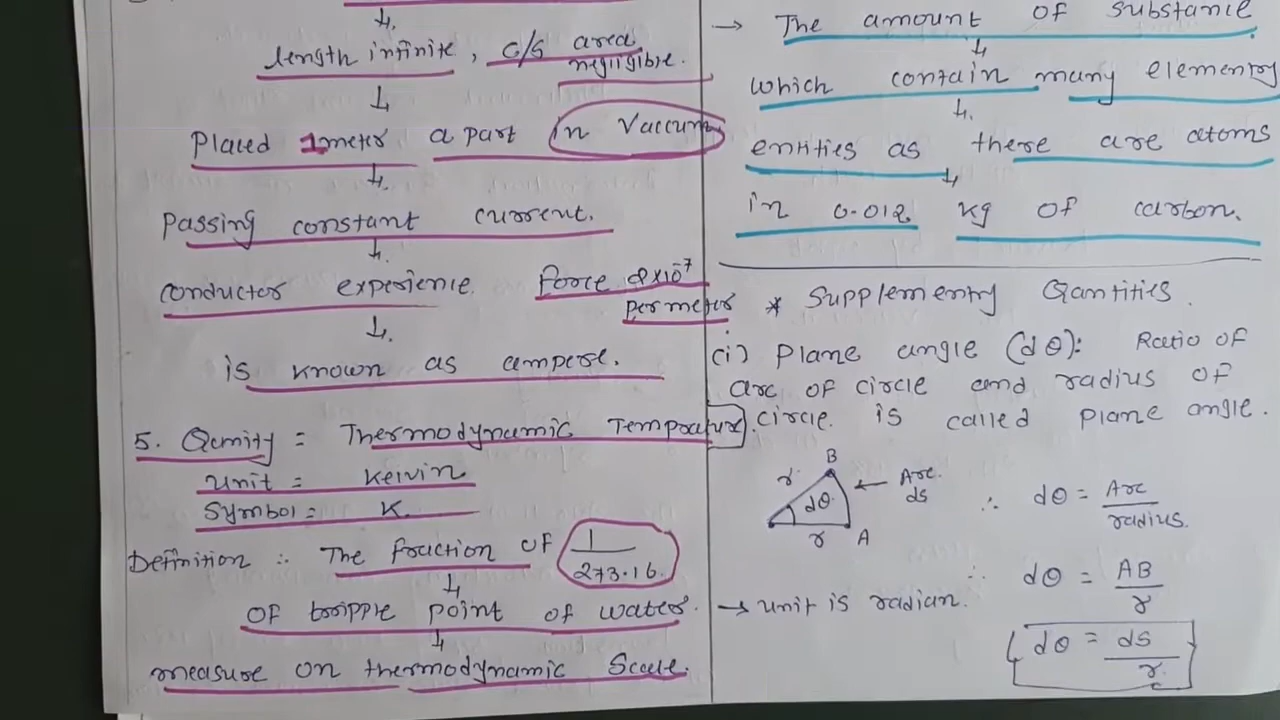 length infinite, C/S area
negligible.
Placed 1 meter a part in Vaccum
Passing constant current.
conductor experience Force 2×10⁻⁷
per meter
is known as ampere.
5. Qunity = Thermodynamic Temprature.
Unit = Kelvin
Symbol = K.
Definition :- The fraction of 1/273.16
OF tripple point of water.
measure on thermodynamic Scale.
→ The amount of substance
which contain many elementry
entities as there are atoms
in 0.012 kg of carbon.
* Supplementry Qantities.
(i) Plane angle (dθ): Ratio of
arc of circle and radius of
circle is called plane angle.
B
r
← Arc
ds
dθ
r A
∴ dθ = Arc/radius.
∴ dθ = AB/r
→ unit is radian.
dθ = ds/r.